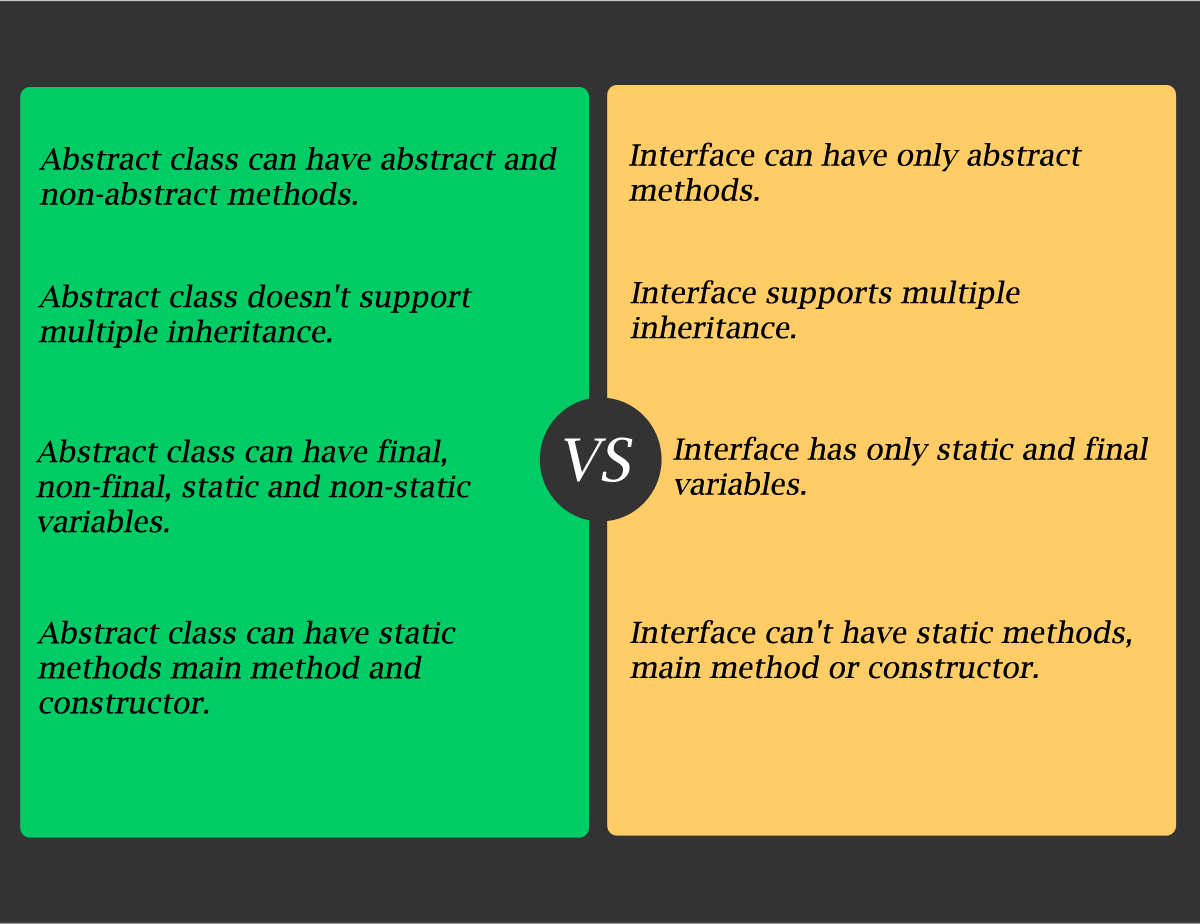 Abstract class can have abstract and
non-abstract methods.
Abstract class doesn't support
multiple inheritance.
Abstract class can have final,
non-final, static and non-static
variables.
Abstract class can have static
methods main method and
constructor.
VS
Interface can have only abstract
methods.
Interface supports multiple
inheritance.
Interface has only static and final
variables.
Interface can't have static methods,
main method or constructor.